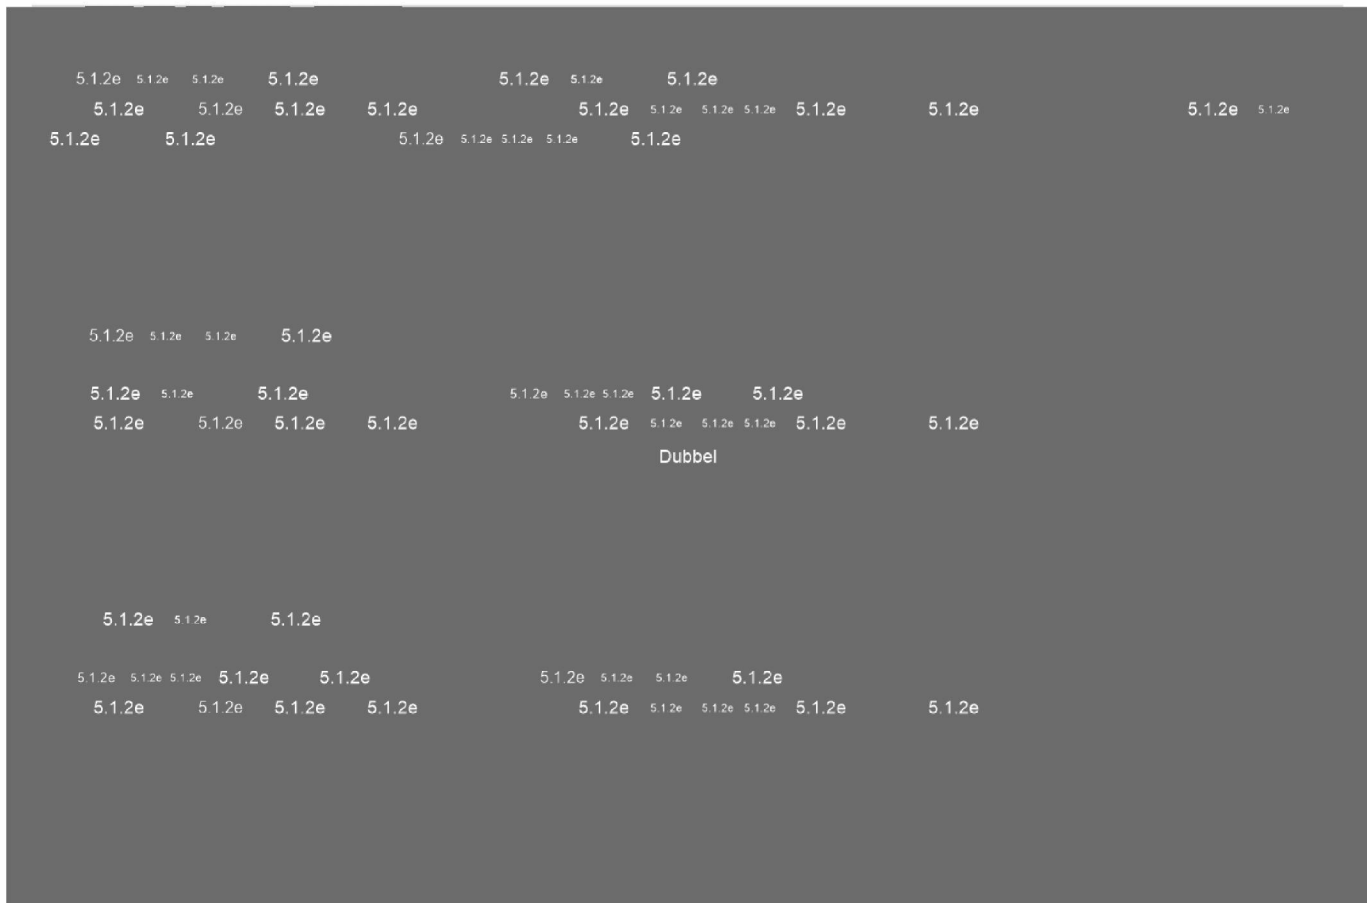 5.1.2e 5.1.2e 5.1.2e 5.1.2e 5.1.2e 5.1.2e 5.1.2e
5.1.2e 5.1.2e 5.1.2e 5.1.2e 5.1.2e 5.1.2e 5.1.2e 5.1.2e 5.1.2e 5.1.2e 5.1.2e 5.1.2e
5.1.2e 5.1.2e 5.1.2e 5.1.2e 5.1.2e 5.1.2e 5.1.2e
5.1.2e 5.1.2e 5.1.2e 5.1.2e
5.1.2e 5.1.2e 5.1.2e 5.1.2e 5.1.2e 5.1.2e 5.1.2e 5.1.2e
5.1.2e 5.1.2e 5.1.2e 5.1.2e 5.1.2e 5.1.2e 5.1.2e 5.1.2e 5.1.2e 5.1.2e
Dubbel
5.1.2e 5.1.2e 5.1.2e
5.1.2e 5.1.2e 5.1.2e 5.1.2e 5.1.2e 5.1.2e 5.1.2e 5.1.2e 5.1.2e
5.1.2e 5.1.2e 5.1.2e 5.1.2e 5.1.2e 5.1.2e 5.1.2e 5.1.2e 5.1.2e 5.1.2e